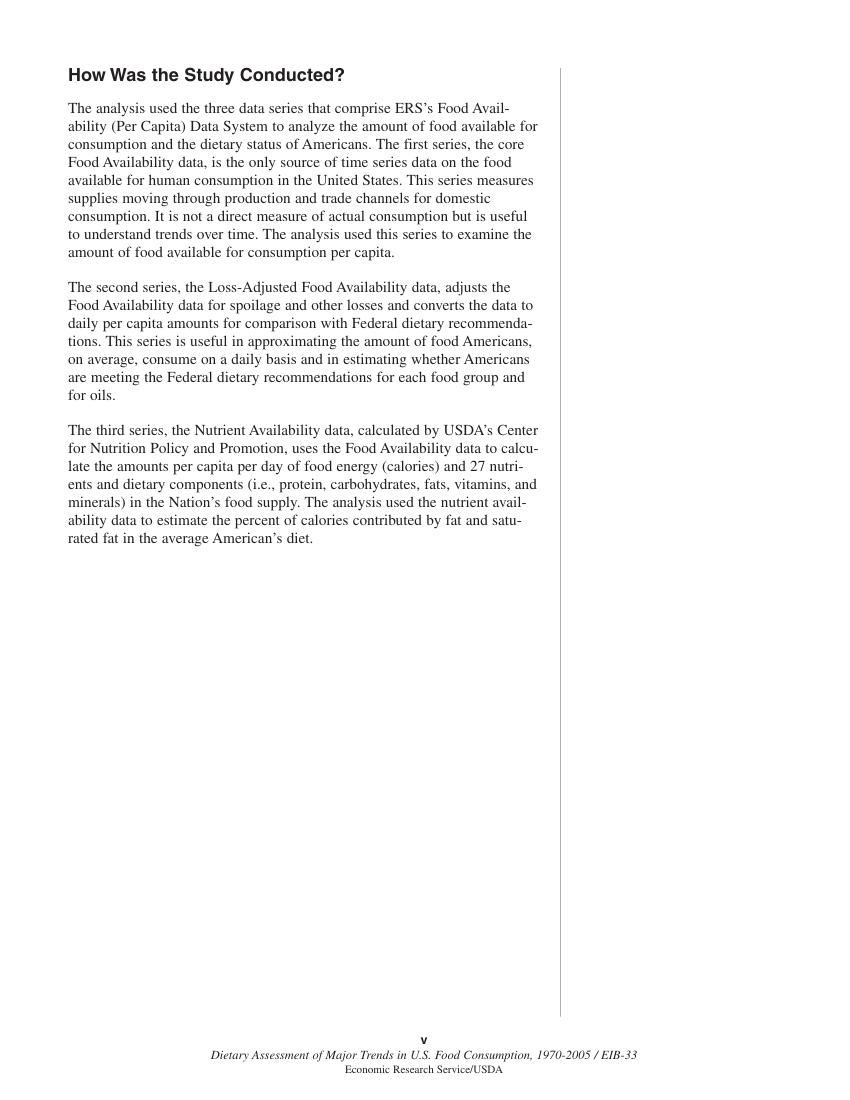 How Was the Study Conducted?
The analysis used the three data series that comprise ERS’s Food Avail-
ability (Per Capita) Data System to analyze the amount of food available for
consumption and the dietary status of Americans. The first series, the core
Food Availability data, is the only source of time series data on the food
available for human consumption in the United States. This series measures
supplies moving through production and trade channels for domestic
consumption. It is not a direct measure of actual consumption but is useful
to understand trends over time. The analysis used this series to examine the
amount of food available for consumption per capita.
The second series, the Loss-Adjusted Food Availability data, adjusts the
Food Availability data for spoilage and other losses and converts the data to
daily per capita amounts for comparison with Federal dietary recommenda-
tions. This series is useful in approximating the amount of food Americans,
on average, consume on a daily basis and in estimating whether Americans
are meeting the Federal dietary recommendations for each food group and
for oils.
The third series, the Nutrient Availability data, calculated by USDA’s Center
for Nutrition Policy and Promotion, uses the Food Availability data to calcu-
late the amounts per capita per day of food energy (calories) and 27 nutri-
ents and dietary components (i.e., protein, carbohydrates, fats, vitamins, and
minerals) in the Nation’s food supply. The analysis used the nutrient avail-
ability data to estimate the percent of calories contributed by fat and satu-
rated fat in the average American’s diet.
v
Dietary Assessment of Major Trends in U.S. Food Consumption, 1970-2005 / EIB-33
Economic Research Service/USDA